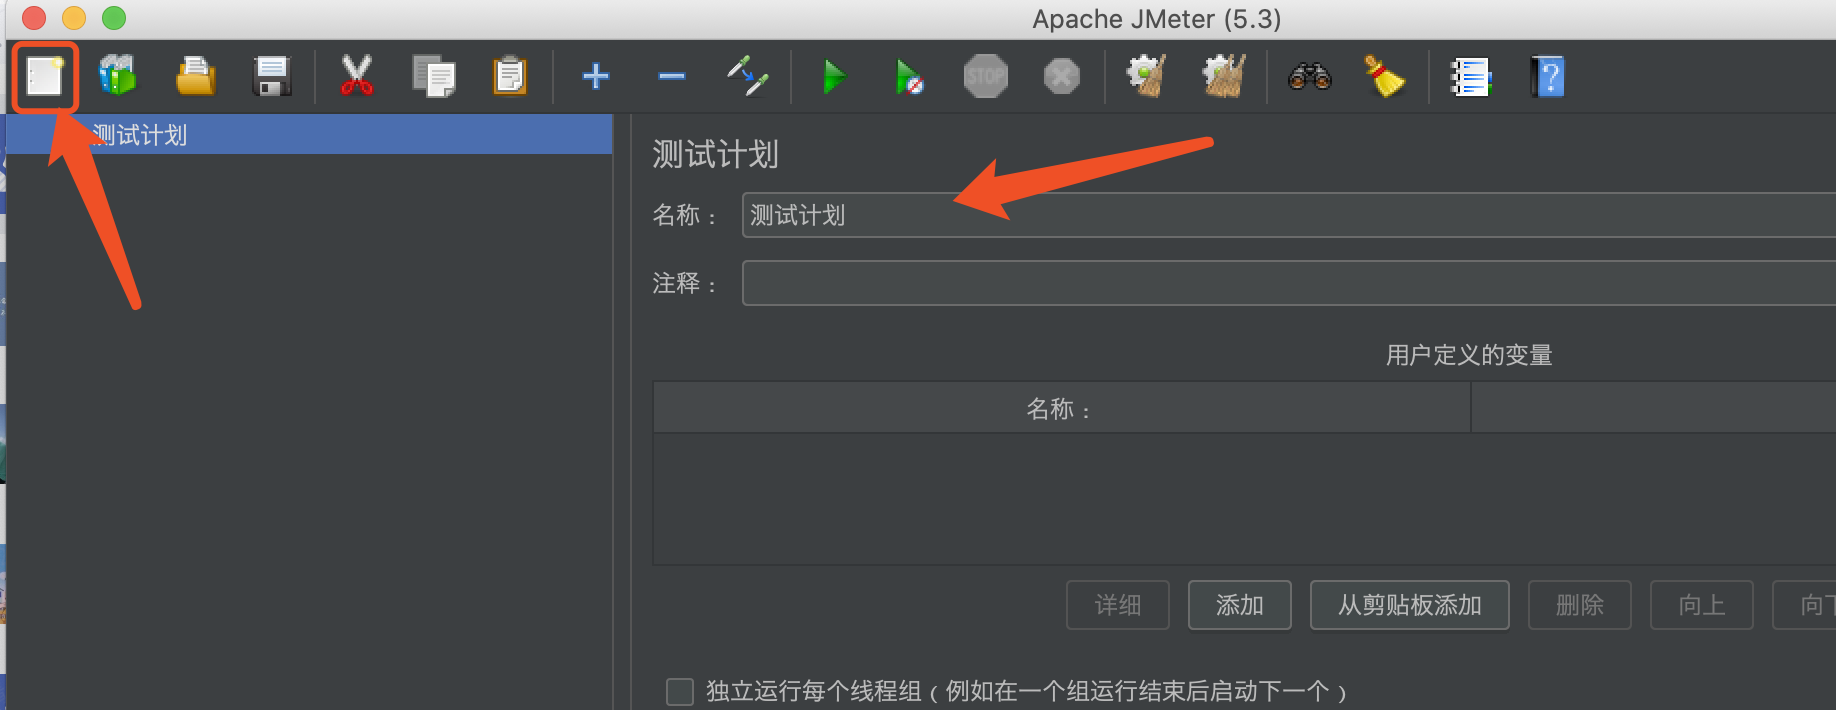 Apache JMeter (5.3)
STOP
测试计划
测试计划
名称：
测试计划
注释：
用户定义的变量
名称：
详细
添加
从剪贴板添加
删除
向上
向
独立运行每个线程组（例如在一个组运行结束后启动下一个）